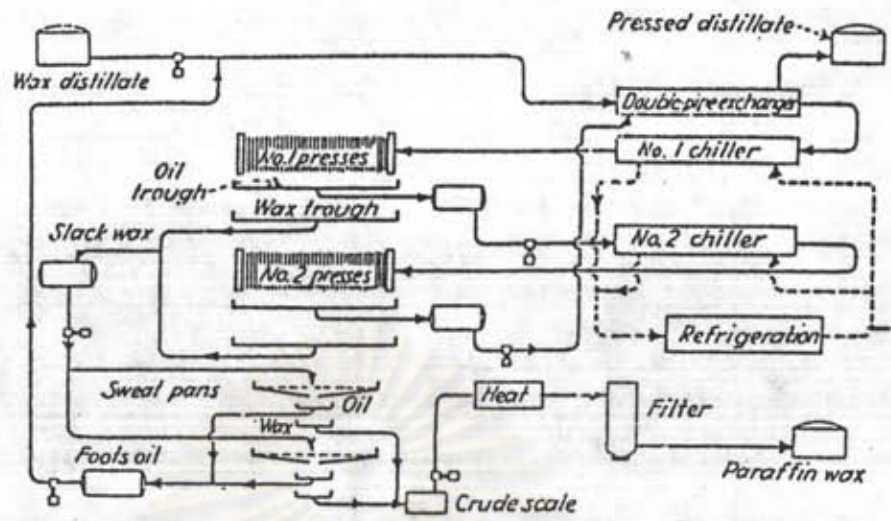 Pressed distillate
Wax distillate
Double-pipe exchanger
No. 1 presses
No. 1 chiller
Oil
trough
Wax trough
Slack wax
No. 2 chiller
No. 2 presses
Refrigeration
Sweat pans
Oil
Heat
Filter
Wax
Foots oil
Crude scale
Paraffin wax